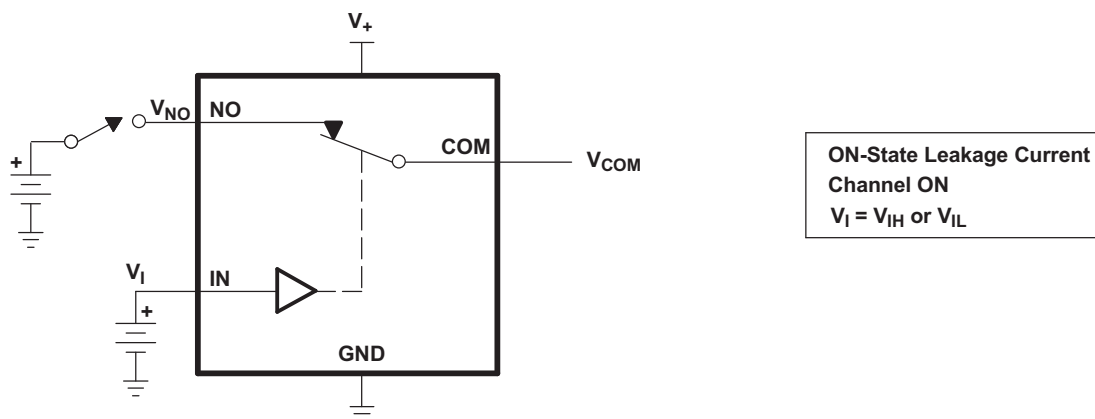 V+
VNO NO
COM
VCOM
+
VI IN
+
GND
ON-State Leakage Current
Channel ON
VI = VIH or VIL